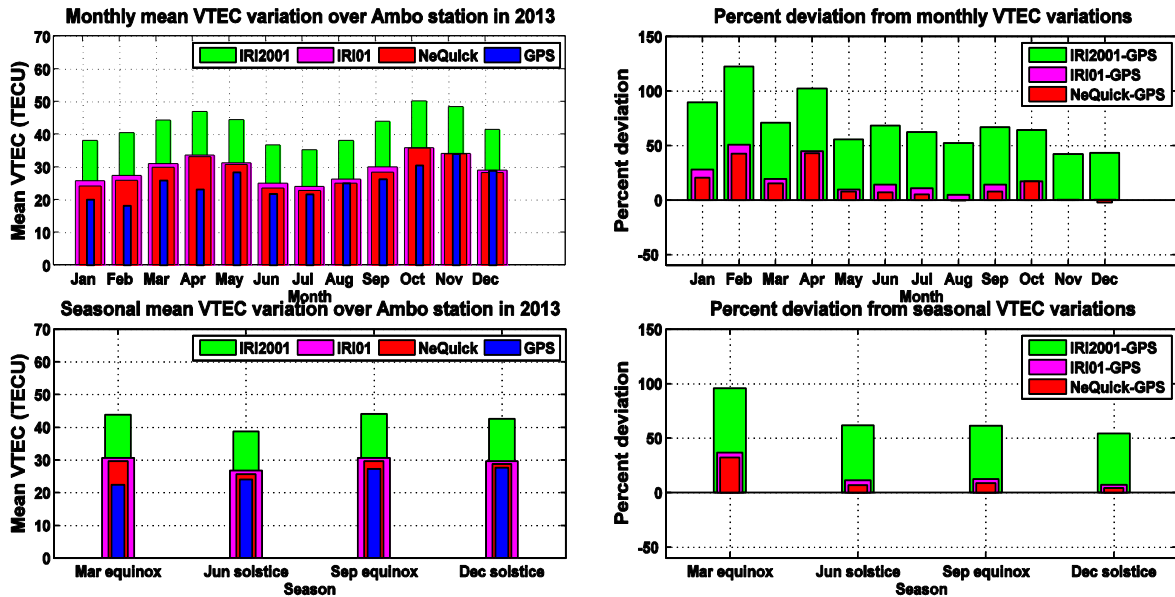 Monthly mean VTEC variation over Ambo station in 2013
Mean VTEC (TECU)
70
60
50
40
30
20
10
0
IRI2001 IRI01 NeQuick GPS
Jan Feb Mar Apr May Jun Jul Aug Sep Oct Nov Dec
Month
Percent deviation from monthly VTEC variations
Percent deviation
150
100
50
0
-50
IRI2001-GPS
IRI01-GPS
NeQuick-GPS
Jan Feb Mar Apr May Jun Jul Aug Sep Oct Nov Dec
Month
Seasonal mean VTEC variation over Ambo station in 2013
Mean VTEC (TECU)
70
60
50
40
30
20
10
0
IRI2001 IRI01 NeQuick GPS
Mar equinox Jun solstice Sep equinox Dec solstice
Season
Percent deviation from seasonal VTEC variations
Percent deviation
150
100
50
0
-50
IRI2001-GPS
IRI01-GPS
NeQuick-GPS
Mar equinox Jun solstice Sep equinox Dec solstice
Season